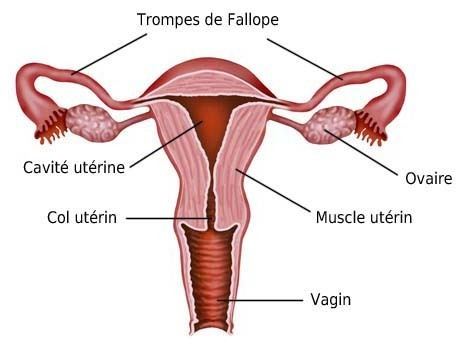 Trompes de Fallope
Cavité utérine
Ovaire
Col utérin
Muscle utérin
Vagin